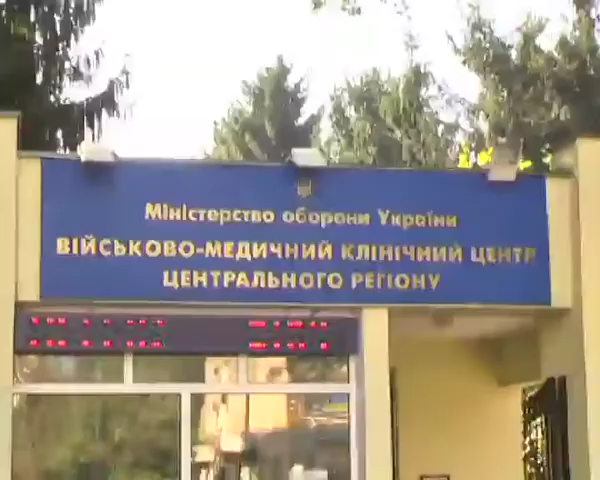 Міністерство оборони України
ВІЙСЬКОВО-МЕДИЧНИЙ КЛІНІЧНИЙ ЦЕНТР
ЦЕНТРАЛЬНОГО РЕГІОНУ